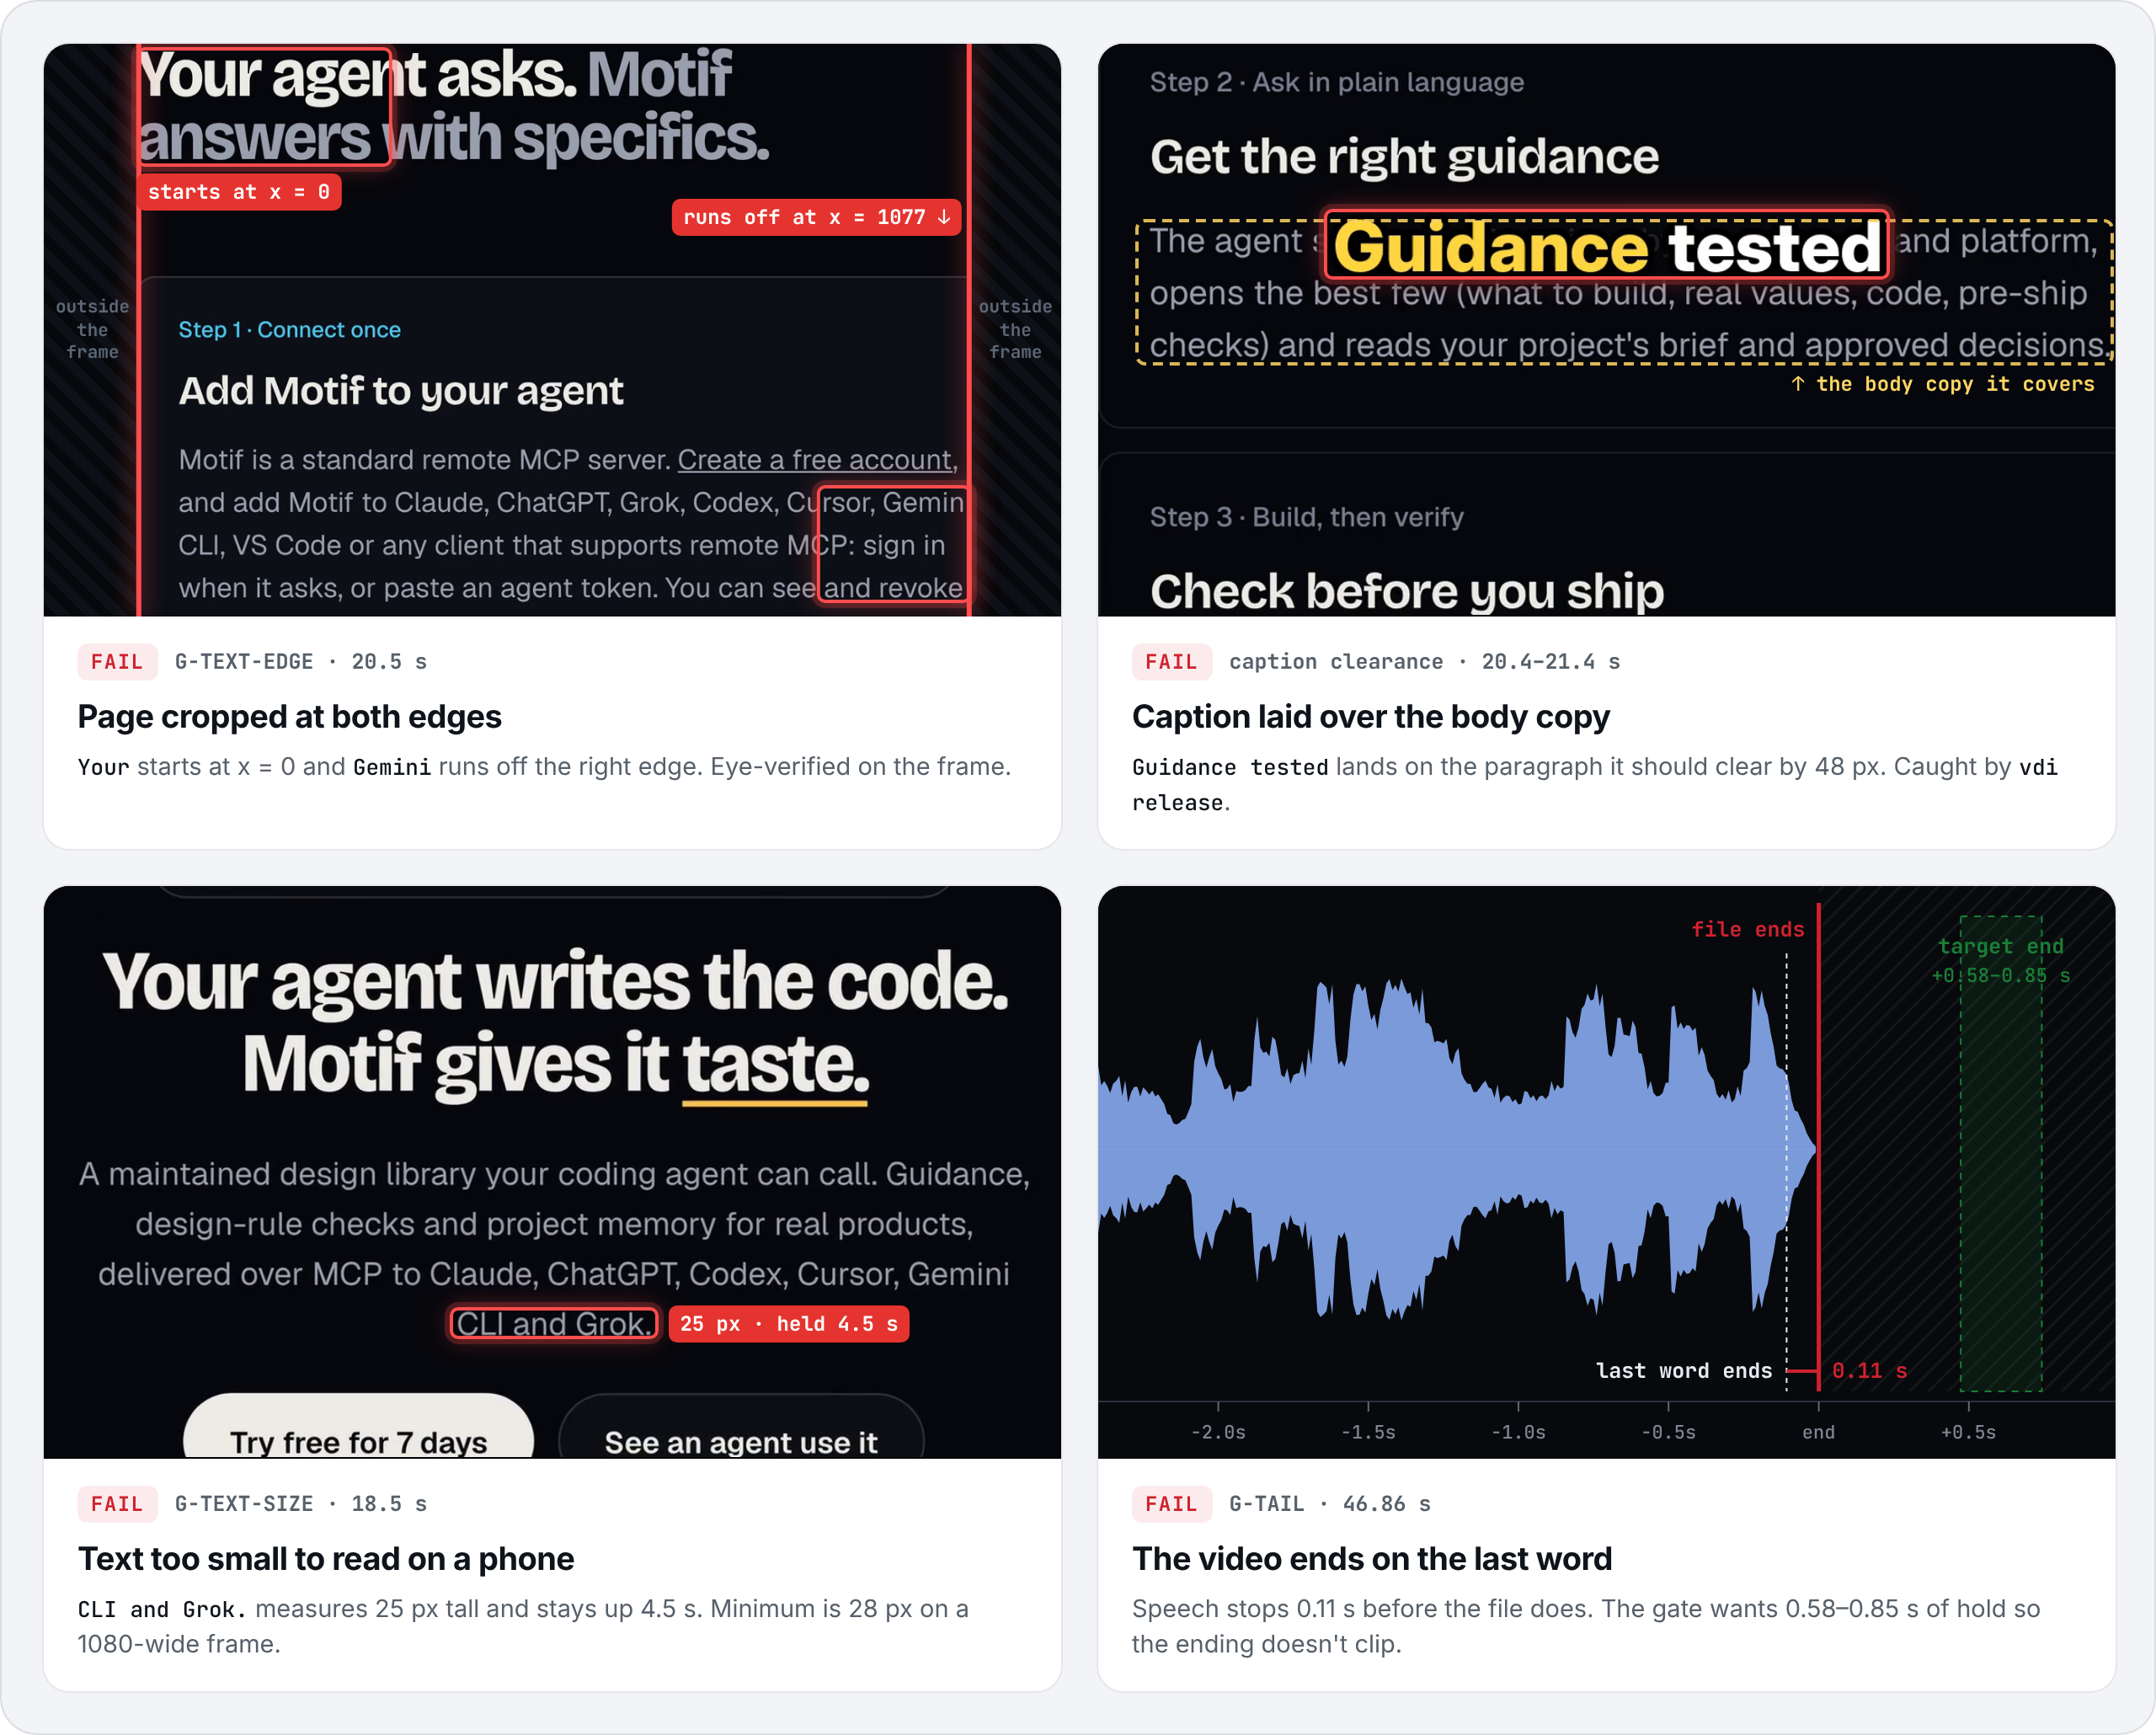 Your agent asks. Motif
answers with specifics.
starts at x = 0
runs off at x = 1077 ↓
outside
the
frame
outside
the
frame
Step 1 · Connect once
Add Motif to your agent
Motif is a standard remote MCP server. Create a free account,
and add Motif to Claude, ChatGPT, Grok, Codex, Cursor, Gemin
CLI, VS Code or any client that supports remote MCP: sign in
when it asks, or paste an agent token. You can see and revoke
FAIL G-TEXT-EDGE · 20.5 s
Page cropped at both edges
Your starts at x = 0 and Gemini runs off the right edge. Eye-verified on the frame.
Step 2 · Ask in plain language
Get the right guidance
Guidance tested
The agent and platform,
opens the best few (what to build, real values, code, pre-ship
checks) and reads your project's brief and approved decisions.
↑ the body copy it covers
Step 3 · Build, then verify
Check before you ship
FAIL caption clearance · 20.4–21.4 s
Caption laid over the body copy
Guidance tested lands on the paragraph it should clear by 48 px. Caught by vdi
release.
Your agent writes the code.
Motif gives it taste.
A maintained design library your coding agent can call. Guidance,
design-rule checks and project memory for real products,
delivered over MCP to Claude, ChatGPT, Codex, Cursor, Gemini
CLI and Grok.
25 px · held 4.5 s
Try free for 7 days
See an agent use it
FAIL G-TEXT-SIZE · 18.5 s
Text too small to read on a phone
CLI and Grok. measures 25 px tall and stays up 4.5 s. Minimum is 28 px on a
1080-wide frame.
file ends
target end
+0.58–0.85 s
last word ends
0.11 s
-2.0s -1.5s -1.0s -0.5s end +0.5s
FAIL G-TAIL · 46.86 s
The video ends on the last word
Speech stops 0.11 s before the file does. The gate wants 0.58–0.85 s of hold so
the ending doesn't clip.